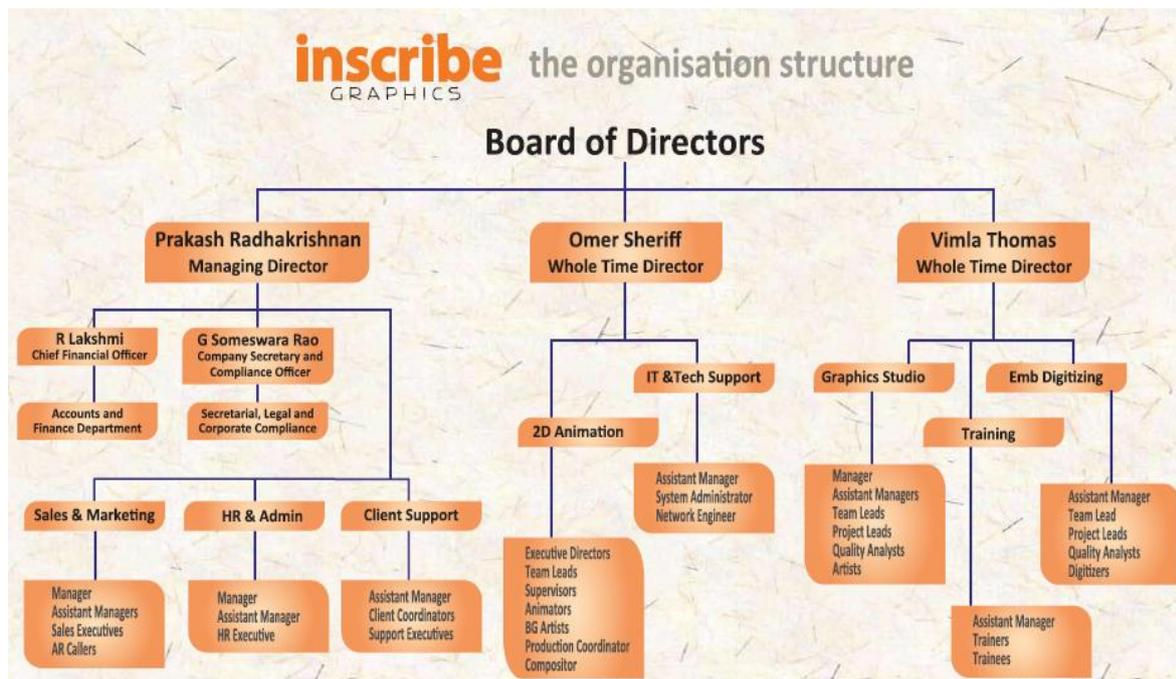 inscribe
GRAPHICS
the organisation structure
Board of Directors
Prakash Radhakrishnan
Managing Director
Omer Sheriff
Whole Time Director
Vimla Thomas
Whole Time Director
R Lakshmi
Chief Financial Officer
G Someswara Rao
Company Secretary and
Compliance Officer
Accounts and
Finance Department
Secretarial, Legal and
Corporate Compliance
Sales & Marketing
HR & Admin
Client Support
Manager
Assistant Managers
Sales Executives
AR Callers
Manager
Assistant Manager
HR Executive
Assistant Manager
Client Coordinators
Support Executives
IT &Tech Support
2D Animation
Assistant Manager
System Administrator
Network Engineer
Executive Directors
Team Leads
Supervisors
Animators
BG Artists
Production Coordinator
Compositor
Graphics Studio
Emb Digitizing
Training
Manager
Assistant Managers
Team Leads
Project Leads
Quality Analysts
Artists
Assistant Manager
Team Lead
Project Leads
Quality Analysts
Digitizers
Assistant Manager
Trainers
Trainees